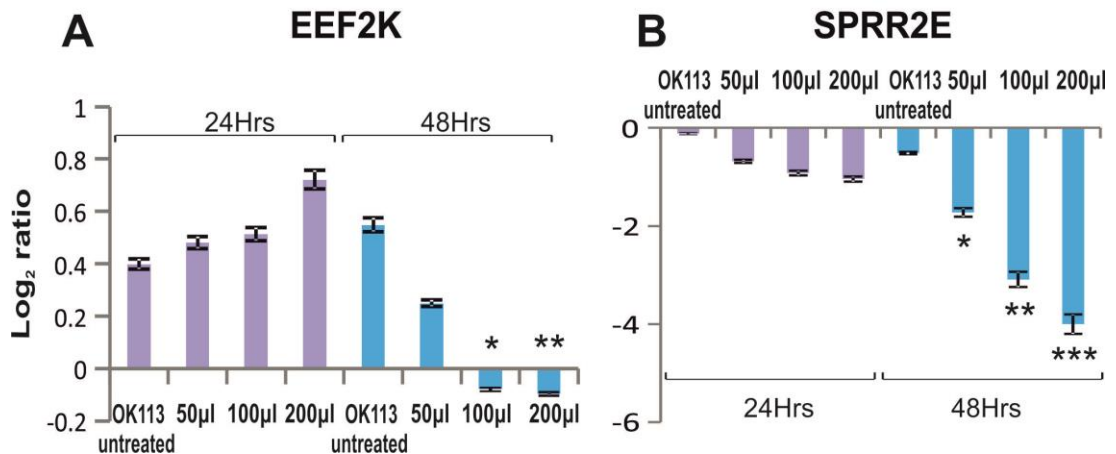 A
EEF2K
Log₂ ratio
1
0.8
0.6
0.4
0.2
0
-0.2
24Hrs
48Hrs
*
**
OK113 untreated
50µl
100µl
200µl
OK113 untreated
50µl
100µl
200µl
B
SPRR2E
OK113 untreated
50µl
100µl
200µl
OK113 untreated
50µl
100µl
200µl
0
-2
-4
-6
*
**
***
24Hrs
48Hrs